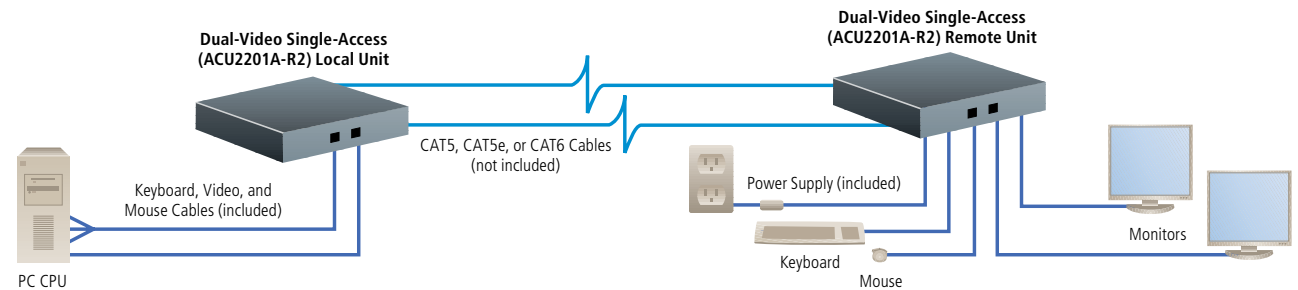 Dual-Video Single-Access
(ACU2201A-R2) Local Unit
Dual-Video Single-Access
(ACU2201A-R2) Remote Unit
CAT5, CAT5e, or CAT6 Cables
(not included)
Keyboard, Video, and
Mouse Cables (included)
PC CPU
Power Supply (included)
Keyboard
Mouse
Monitors